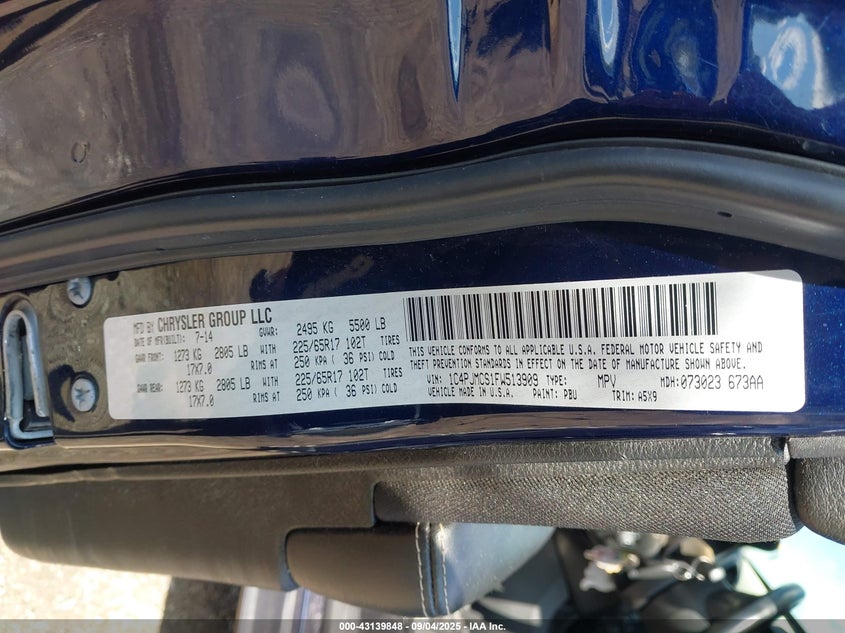 MFD BY CHRYSLER GROUP LLC
DATE OF MFR(BUILT): 7-14 GVWR: 2495 KG 5500 LB
GAWR FRONT: 1273 KG 2805 LB WITH 225/65R17 102T TIRES
17X7.0 RIMS AT 250 KPA ( 36 PSI) COLD
GAWR REAR: 1273 KG 2805 LB WITH 225/65R17 102T TIRES
17X7.0 RIMS AT 250 KPA ( 36 PSI) COLD
THIS VEHICLE CONFORMS TO ALL APPLICABLE U.S.A. FEDERAL MOTOR VEHICLE SAFETY AND
THEFT PREVENTION STANDARDS IN EFFECT ON THE DATE OF MANUFACTURE SHOWN ABOVE.
VIN: 1C4PJMCS1FW513909 TYPE: MPV MDH: 073023 673AA
VEHICLE MADE IN U.S.A. PAINT: PBU TRIM: A5X9
000-43139848 - 09/04/2025 - IAA Inc.